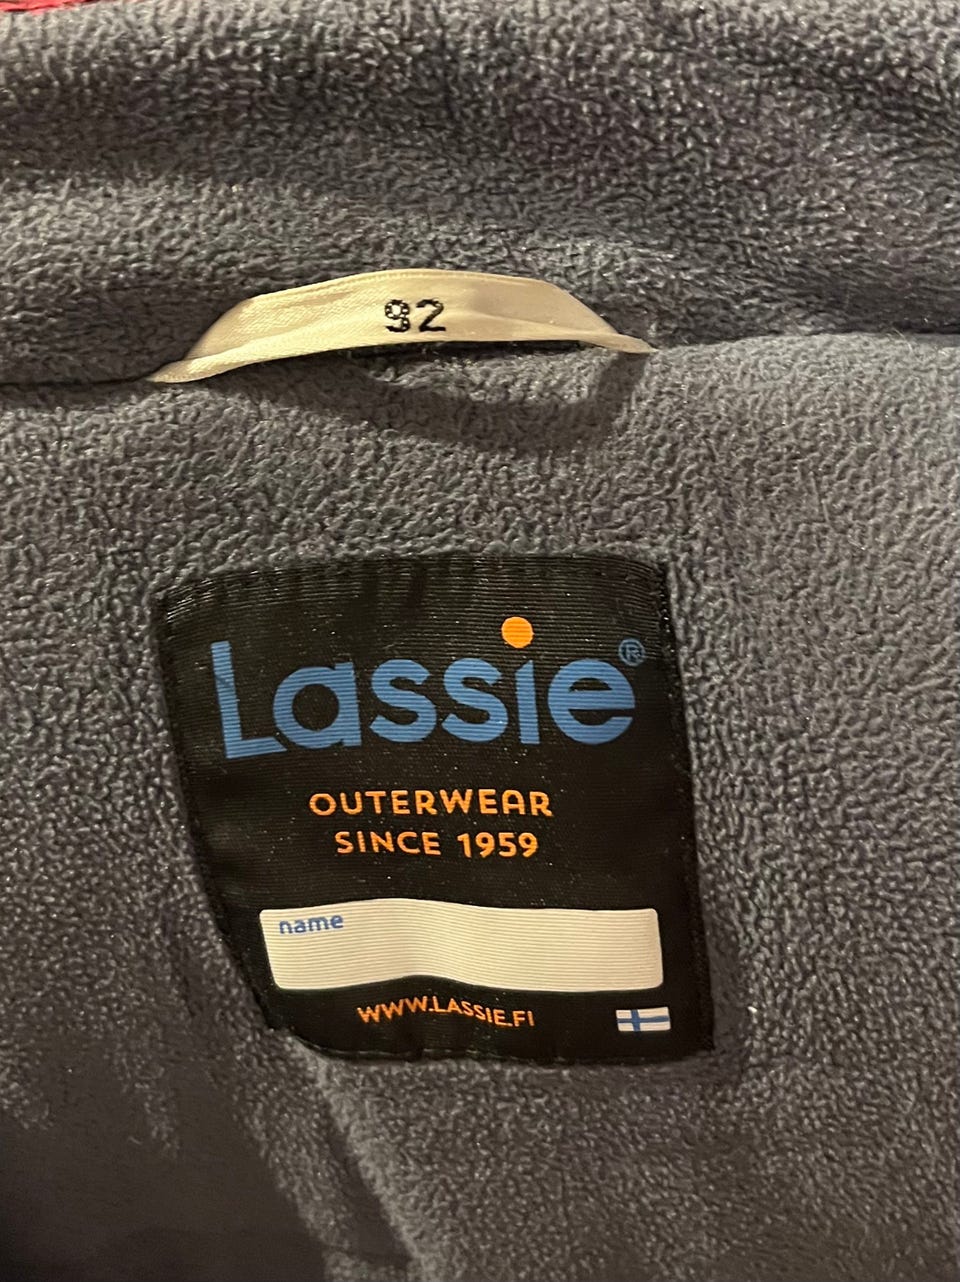 92
Lassie®
OUTERWEAR
SINCE 1959
name
WWW.LASSIE.FI